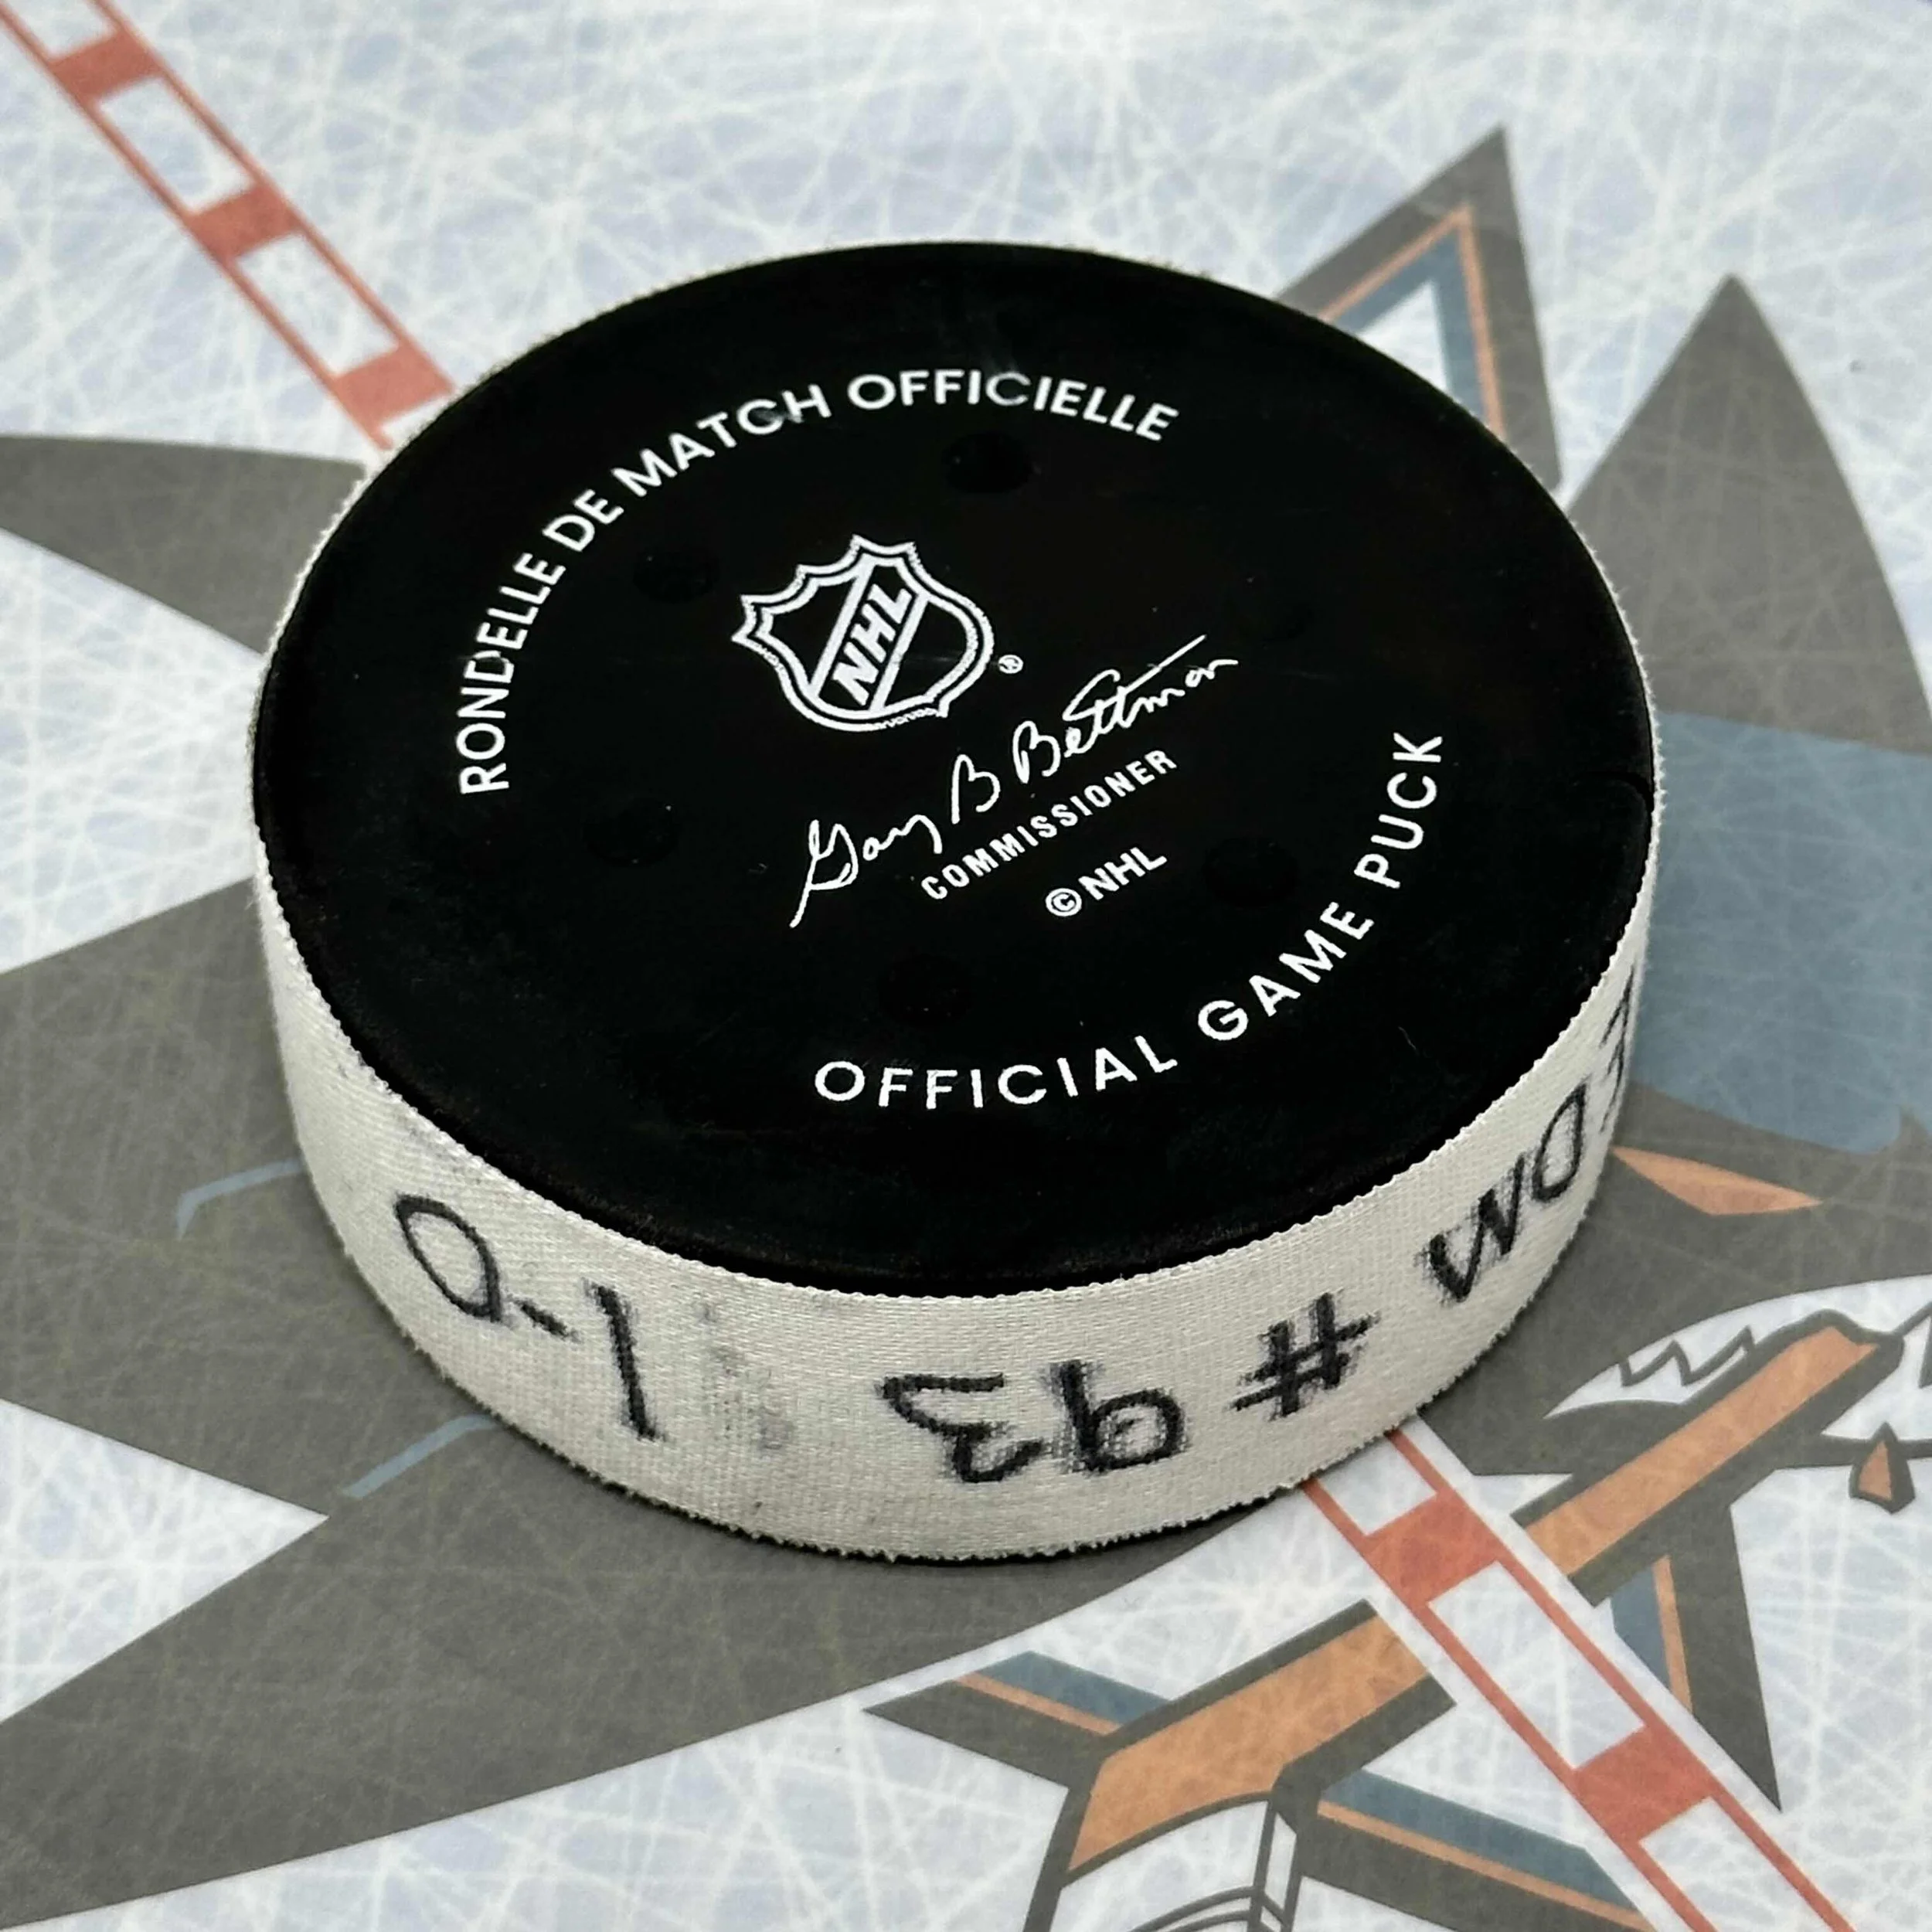 RONDELLE DE MATCH OFFICIELLE
NHL
®
Gary B Bettman
COMMISSIONER
© NHL
OFFICIAL GAME PUCK
# 93 1-0